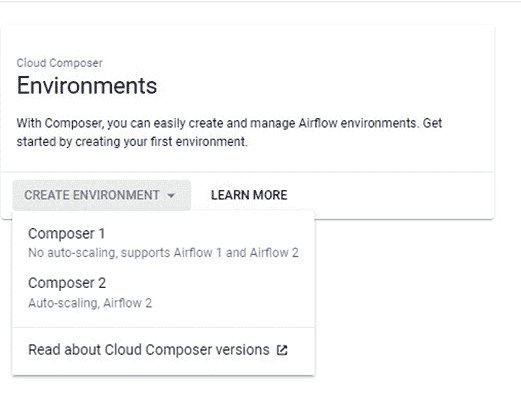 Cloud Composer
Environments
With Composer, you can easily create and manage Airflow environments. Get
started by creating your first environment.
CREATE ENVIRONMENT
LEARN MORE
Composer 1
No auto-scaling, supports Airflow 1 and Airflow 2
Composer 2
Auto-scaling, Airflow 2
Read about Cloud Composer versions